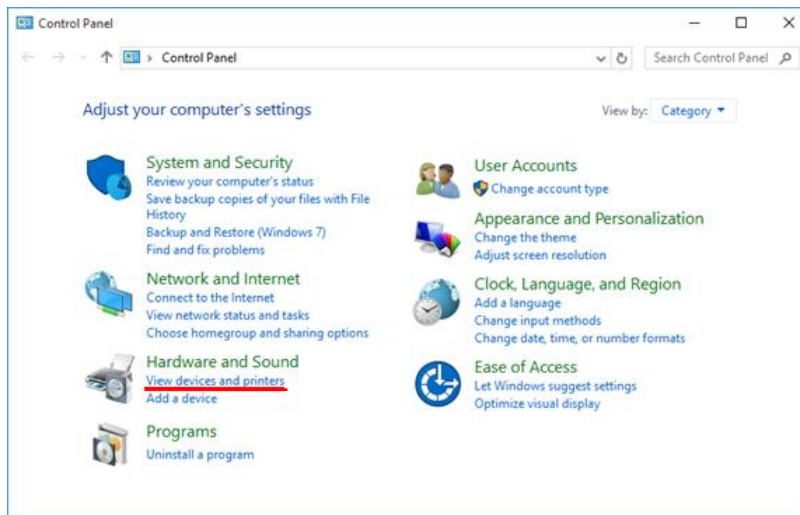 Control Panel
Control Panel
Search Control Panel
Adjust your computer's settings
View by: Category
System and Security
Review your computer's status
Save backup copies of your files with File
History
Backup and Restore (Windows 7)
Find and fix problems
Network and Internet
Connect to the Internet
View network status and tasks
Choose homegroup and sharing options
Hardware and Sound
View devices and printers
Add a device
Programs
Uninstall a program
User Accounts
Change account type
Appearance and Personalization
Change the theme
Adjust screen resolution
Clock, Language, and Region
Add a language
Change input methods
Change date, time, or number formats
Ease of Access
Let Windows suggest settings
Optimize visual display